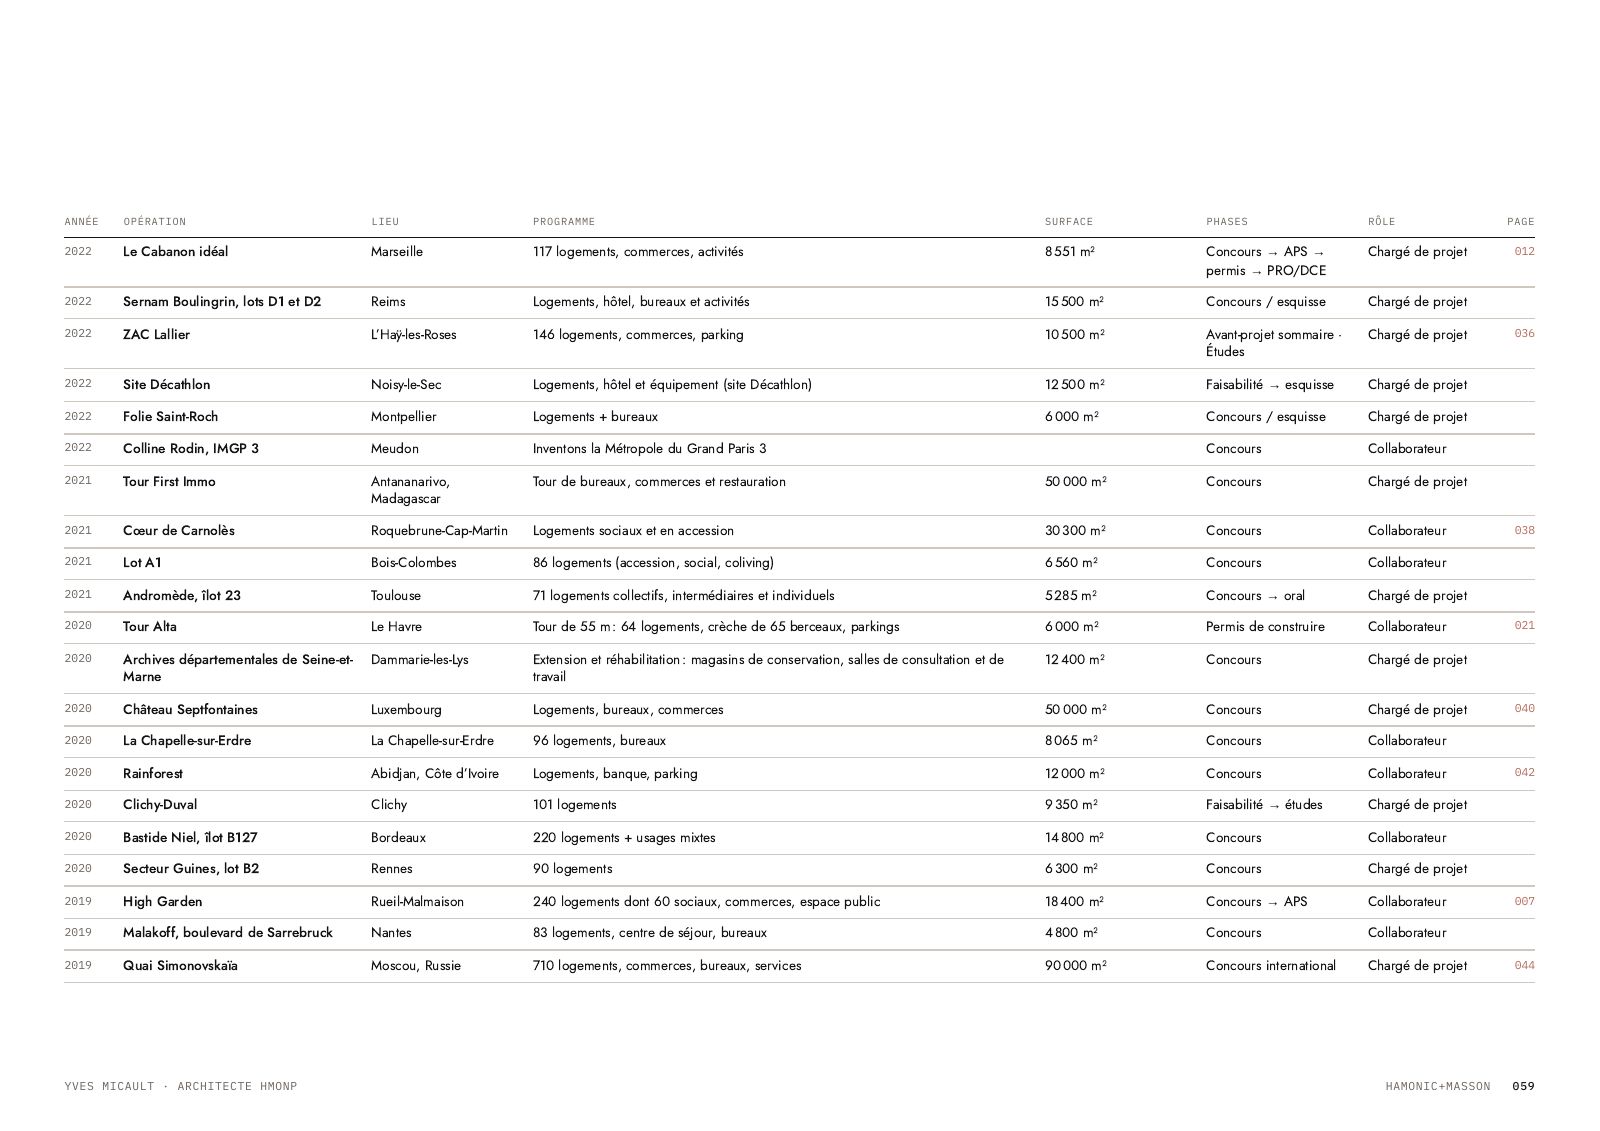 ANNÉE OPÉRATION LIEU PROGRAMME SURFACE PHASES RÔLE PAGE
2022 Le Cabanon idéal Marseille 117 logements, commerces, activités 8 551 m² Concours → APS → Chargé de projet 012
permis → PRO/DCE
2022 Sernam Boulingrin, lots D1 et D2 Reims Logements, hôtel, bureaux et activités 15 500 m² Concours / esquisse Chargé de projet
2022 ZAC Lallier L’Haÿ-les-Roses 146 logements, commerces, parking 10 500 m² Avant-projet sommaire · Chargé de projet 036
Études
2022 Site Décathlon Noisy-le-Sec Logements, hôtel et équipement (site Décathlon) 12 500 m² Faisabilité → esquisse Chargé de projet
2022 Folie Saint-Roch Montpellier Logements + bureaux 6 000 m² Concours / esquisse Chargé de projet
2022 Colline Rodin, IMGP 3 Meudon Inventons la Métropole du Grand Paris 3 Concours Collaborateur
2021 Tour First Immo Antananarivo, Tour de bureaux, commerces et restauration 50 000 m² Concours Chargé de projet
Madagascar
2021 Cœur de Carnolès Roquebrune-Cap-Martin Logements sociaux et en accession 30 300 m² Concours Collaborateur 038
2021 Lot A1 Bois-Colombes 86 logements (accession, social, coliving) 6 560 m² Concours Collaborateur
2021 Andromède, îlot 23 Toulouse 71 logements collectifs, intermédiaires et individuels 5 285 m² Concours → oral Chargé de projet
2020 Tour Alta Le Havre Tour de 55 m : 64 logements, crèche de 65 berceaux, parkings 6 000 m² Permis de construire Collaborateur 021
2020 Archives départementales de Seine-et- Dammarie-les-Lys Extension et réhabilitation : magasins de conservation, salles de consultation et de 12 400 m² Concours Chargé de projet
Marne travail
2020 Château Septfontaines Luxembourg Logements, bureaux, commerces 50 000 m² Concours Chargé de projet 040
2020 La Chapelle-sur-Erdre La Chapelle-sur-Erdre 96 logements, bureaux 8 065 m² Concours Collaborateur
2020 Rainforest Abidjan, Côte d’Ivoire Logements, banque, parking 12 000 m² Concours Collaborateur 042
2020 Clichy-Duval Clichy 101 logements 9 350 m² Faisabilité → études Chargé de projet
2020 Bastide Niel, îlot B127 Bordeaux 220 logements + usages mixtes 14 800 m² Concours Collaborateur
2020 Secteur Guines, lot B2 Rennes 90 logements 6 300 m² Concours Chargé de projet
2019 High Garden Rueil-Malmaison 240 logements dont 60 sociaux, commerces, espace public 18 400 m² Concours → APS Collaborateur 007
2019 Malakoff, boulevard de Sarrebruck Nantes 83 logements, centre de séjour, bureaux 4 800 m² Concours Collaborateur
2019 Quai Simonovskaïa Moscou, Russie 710 logements, commerces, bureaux, services 90 000 m² Concours international Chargé de projet 044
YVES MICAULT · ARCHITECTE HMONP HAMONIC+MASSON 059